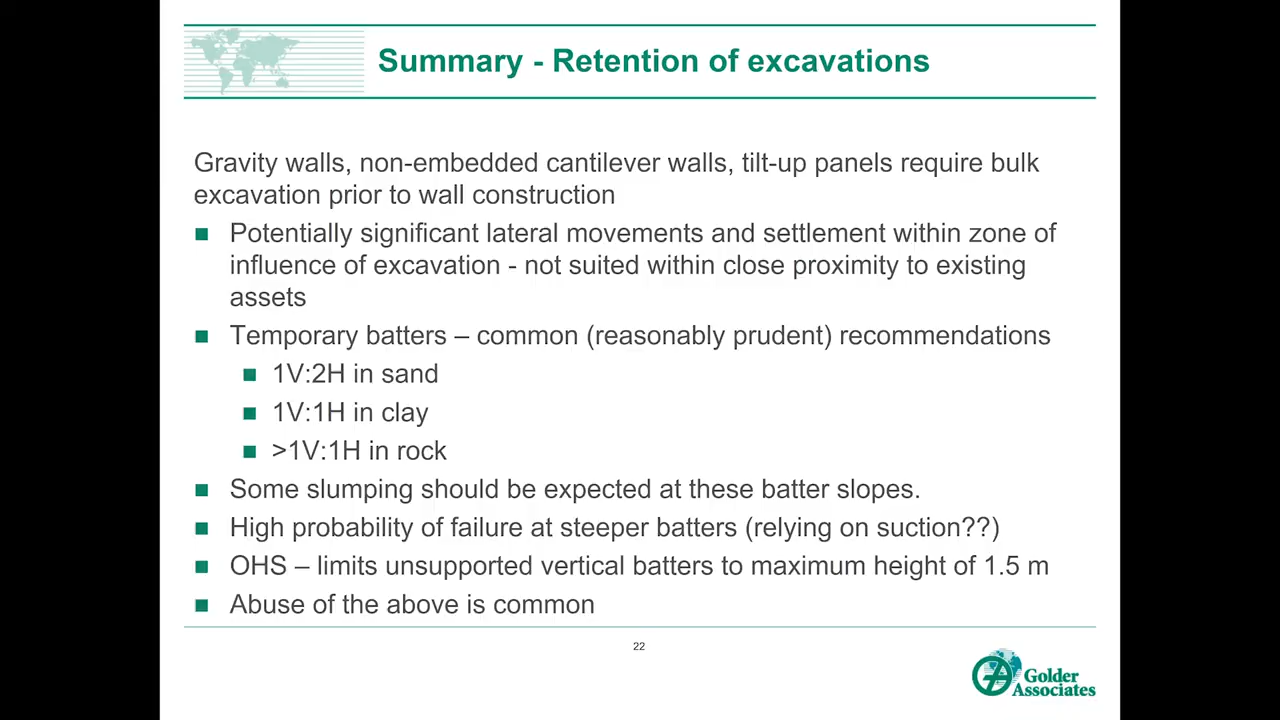 Summary - Retention of excavations
Gravity walls, non-embedded cantilever walls, tilt-up panels require bulk
excavation prior to wall construction
Potentially significant lateral movements and settlement within zone of
influence of excavation - not suited within close proximity to existing
assets
Temporary batters – common (reasonably prudent) recommendations
1V:2H in sand
1V:1H in clay
>1V:1H in rock
Some slumping should be expected at these batter slopes.
High probability of failure at steeper batters (relying on suction??)
OHS – limits unsupported vertical batters to maximum height of 1.5 m
Abuse of the above is common
22
Golder
Associates